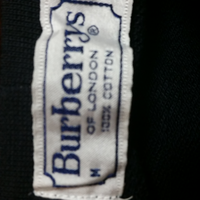 Burberrys®
OF LONDON
100% COTTON
M